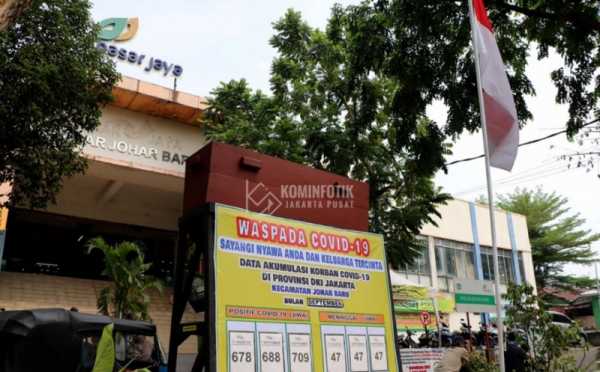 pasar jaya
AR JOHAR BAR
KOMINFOTIK
JAKARTA PUSAT
WASPADA COVID-19
SAYANGI NYAWA ANDA DAN KELUARGA TERCINTA
DATA AKUMULASI KORBAN COVID-19
DI PROVINSI DKI JAKARTA
KECAMATAN JOHAR BARU
BULAN SEPTEMBER
POSITIF COVID-19 (JIWA)
MENINGGAL (JIWA)
678 688 709 47 47 47
P